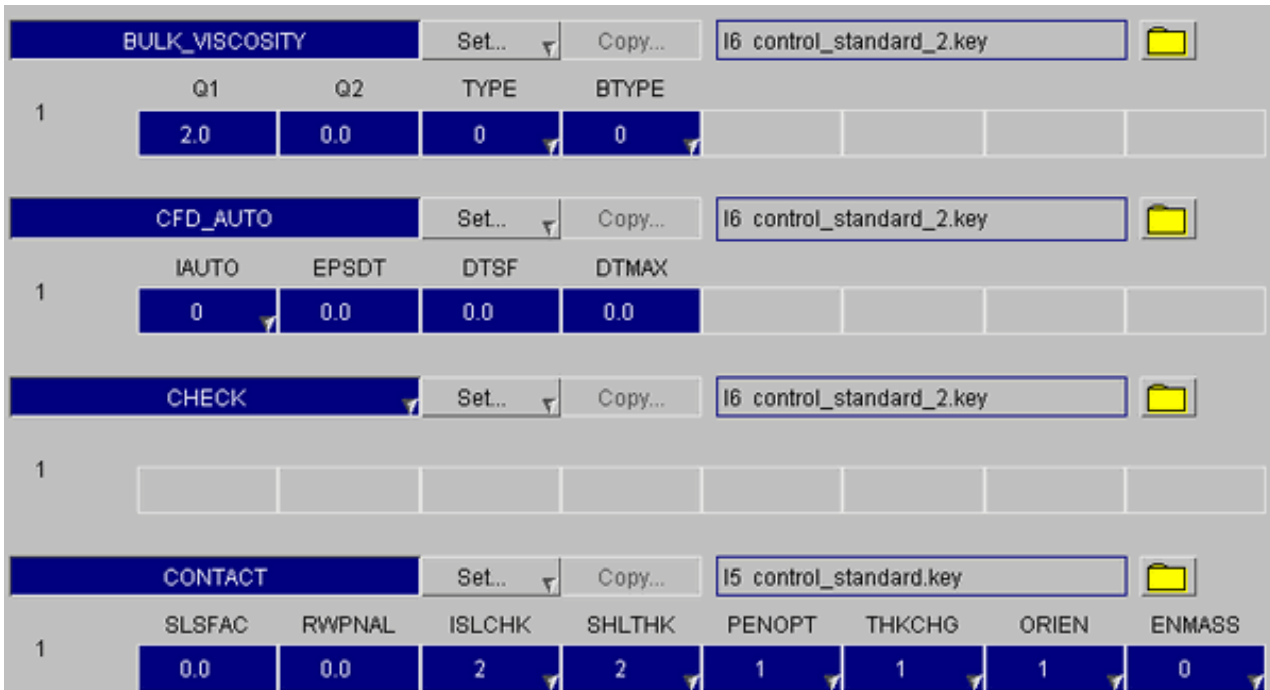 BULK_VISCOSITY Set... Copy... I6 control_standard_2.key
Q1 Q2 TYPE BTYPE
1
2.0 0.0 0 0
CFD_AUTO Set... Copy... I6 control_standard_2.key
IAUTO EPSDT DTSF DTMAX
1
0 0.0 0.0 0.0
CHECK Set... Copy... I6 control_standard_2.key
1
CONTACT Set... Copy... I5 control_standard.key
SLSFAC RWPNAL ISLCHK SHLTHK PENOPT THKCHG ORIEN ENMASS
1
0.0 0.0 2 2 1 1 1 0